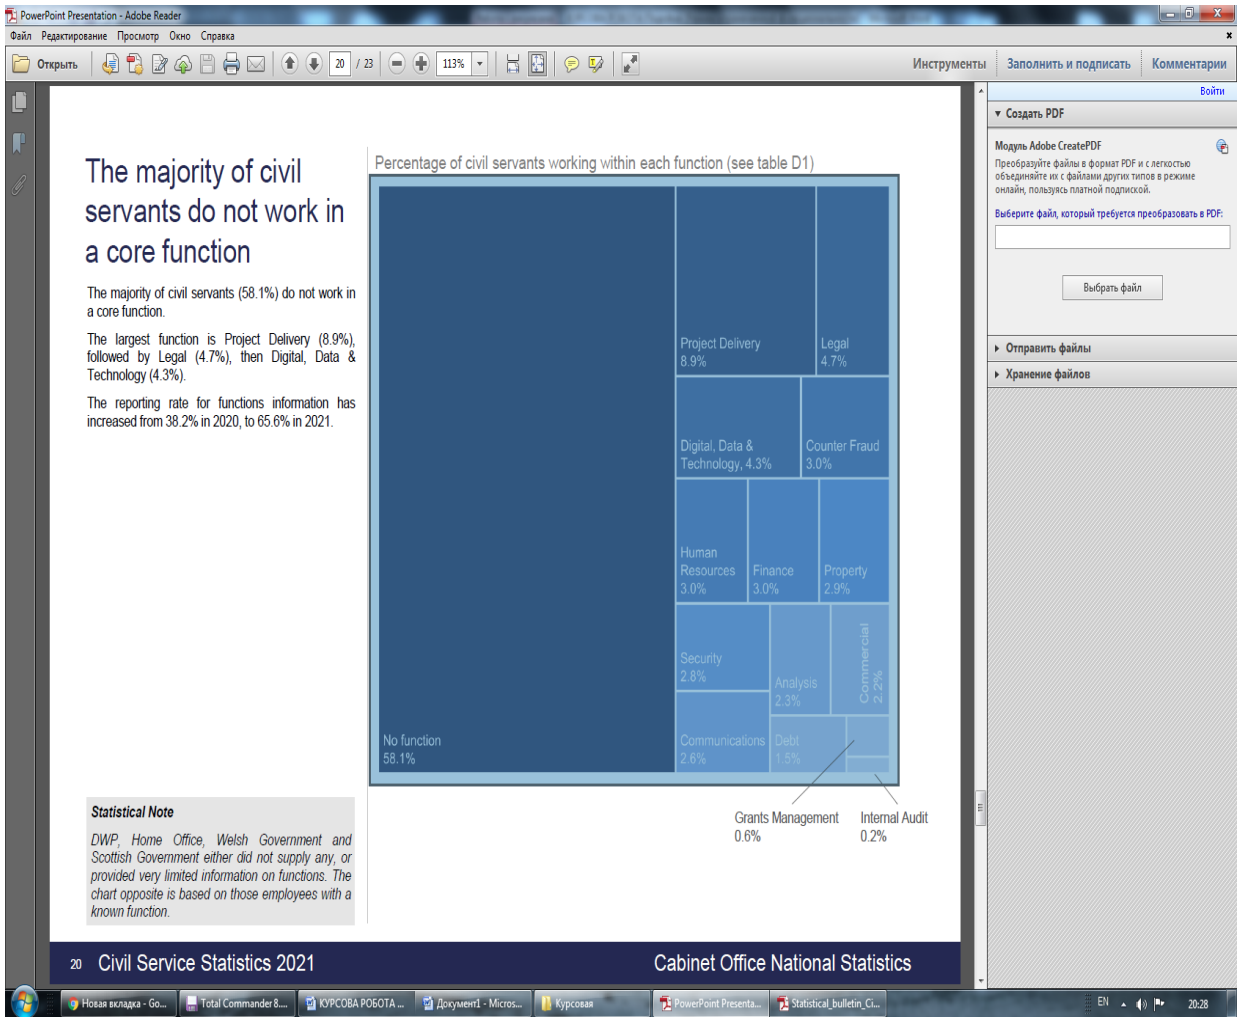 PowerPoint Presentation - Adobe Reader
Файл Редактирование Просмотр Окно Справка
Открыть 20 / 23 113% Инструменты Заполнить и подписать Комментарии
Войти
Создать PDF
Модуль Adobe CreatePDF
Преобразуйте файлы в формат PDF и с легкостью
объединяйте их с файлами других типов в режиме
онлайн, пользуясь платной подпиской.
Выберите файл, который требуется преобразовать в PDF:
Выбрать файл
Отправить файлы
Хранение файлов
The majority of civil
servants do not work in
a core function
The majority of civil servants (58.1%) do not work in
a core function.
The largest function is Project Delivery (8.9%),
followed by Legal (4.7%), then Digital, Data &
Technology (4.3%).
The reporting rate for functions information has
increased from 38.2% in 2020, to 65.6% in 2021.
Statistical Note
DWP, Home Office, Welsh Government and
Scottish Government either did not supply any, or
provided very limited information on functions. The
chart opposite is based on those employees with a
known function.
Percentage of civil servants working within each function (see table D1)
No function
58.1%
Project Delivery
8.9%
Legal
4.7%
Digital, Data &
Technology, 4.3%
Counter Fraud
3.0%
Human
Resources
3.0%
Finance
3.0%
Property
2.9%
Security
2.8%
Analysis
2.3%
Commercial
2.2%
Communications
2.6%
Debt
1.5%
Grants Management
0.6%
Internal Audit
0.2%
20 Civil Service Statistics 2021
Cabinet Office National Statistics
Новая вкладка - Go...
Total Commander 8....
КУРСОВА РОБОТА ...
Документ1 - Micros...
Курсовая
PowerPoint Presenta...
Statistical_bulletin_Ci...
EN
20:28